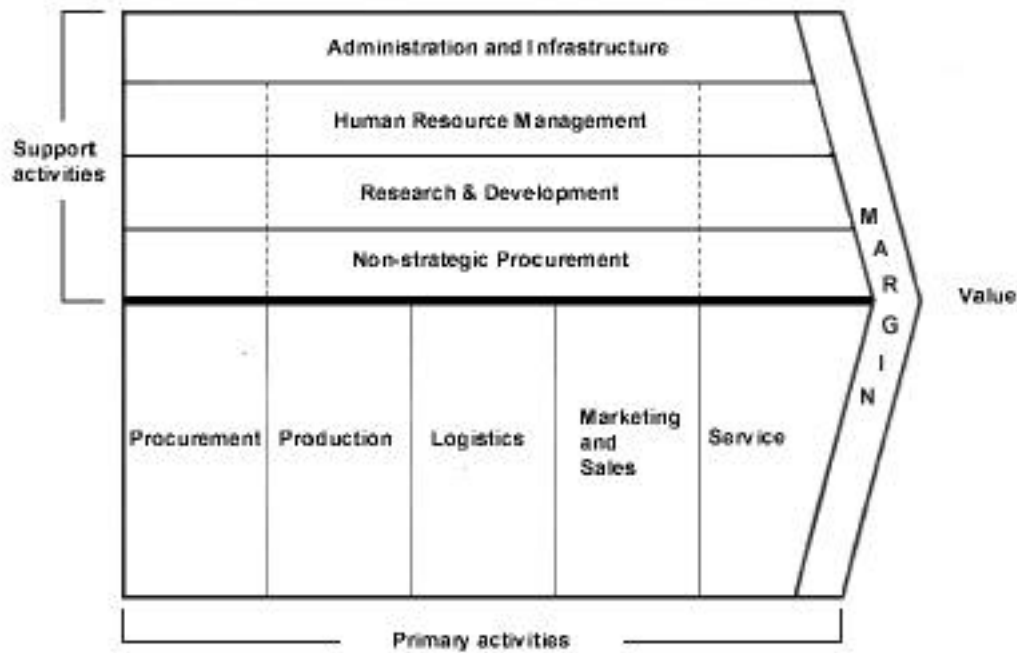 Administration and Infrastructure
Human Resource Management
Support
activities
Research & Development
Non-strategic Procurement
MARGIN
Value
Procurement
Production
Logistics
Marketing
and
Sales
Service
Primary activities